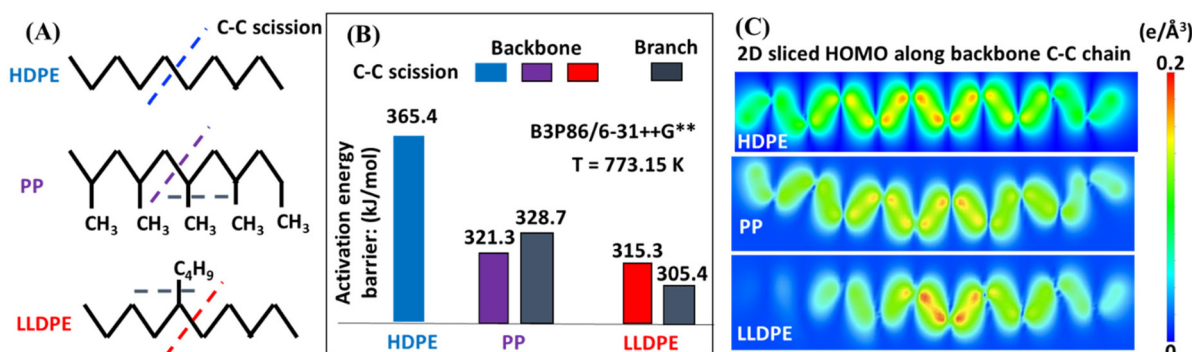 (A)
C-C scission
HDPE
PP
CH₃ CH₃ CH₃ CH₃ CH₃
C₄H₉
LLDPE
(B)
Backbone Branch
C-C scission
365.4
B3P86/6-31++G**
T = 773.15 K
Activation energy
barrier: (kJ/mol)
321.3 328.7
315.3 305.4
HDPE PP LLDPE
(C)
(e/Å³)
2D sliced HOMO along backbone C-C chain
0.2
HDPE
PP
LLDPE
0